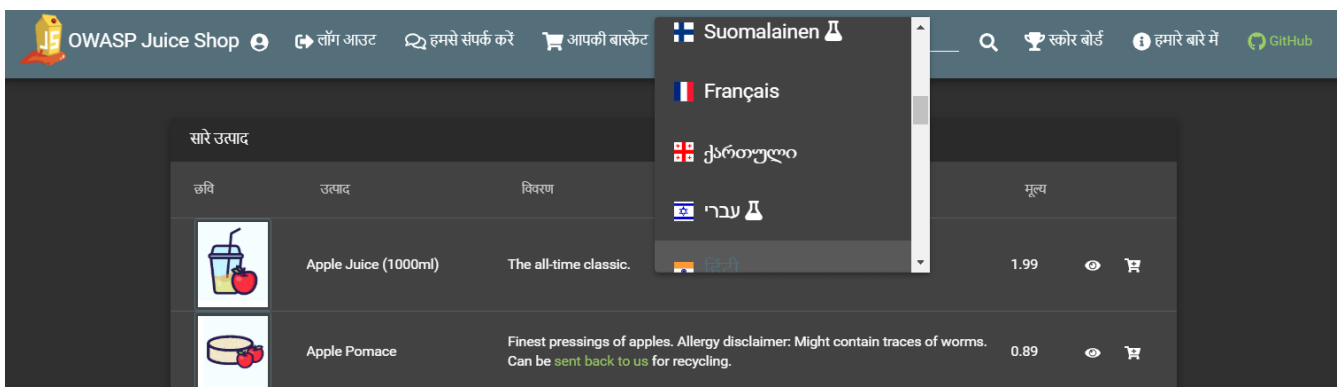 OWASP Juice Shop
लॉग आउट
हमसे संपर्क करें
आपकी बास्केट
स्कोर बोर्ड
हमारे बारे में
GitHub
Suomalainen
Français
ქართული
עברי
हिंदी
सारे उत्पाद
छवि
उत्पाद
विवरण
मूल्य
Apple Juice (1000ml)
The all-time classic.
1.99
Apple Pomace
Finest pressings of apples. Allergy disclaimer: Might contain traces of worms.
Can be sent back to us for recycling.
0.89